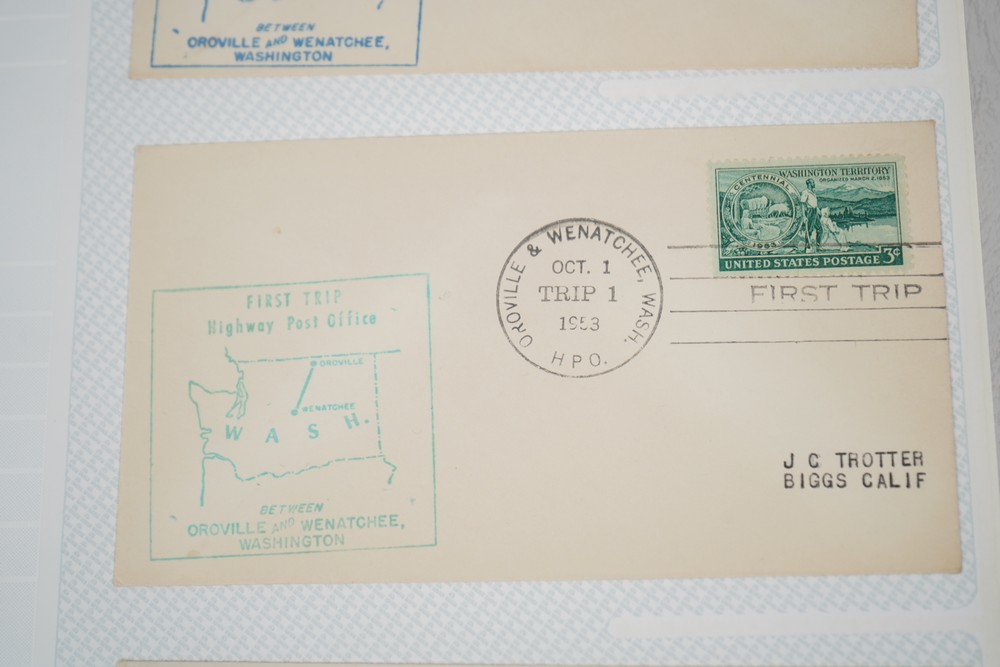 BETWEEN
OROVILLE AND WENATCHEE,
WASHINGTON
WASHINGTON TERRITORY
ORGANIZED MARCH 2, 1853
CENTENNIAL
1953
UNITED STATES POSTAGE 3¢
OROVILLE & WENATCHEE, WASH.
OCT. 1
TRIP 1
1953
H P O.
FIRST TRIP
FIRST TRIP
Highway Post Office
OROVILLE
WENATCHEE
WASH.
BETWEEN
OROVILLE AND WENATCHEE,
WASHINGTON
J C TROTTER
BIGGS CALIF